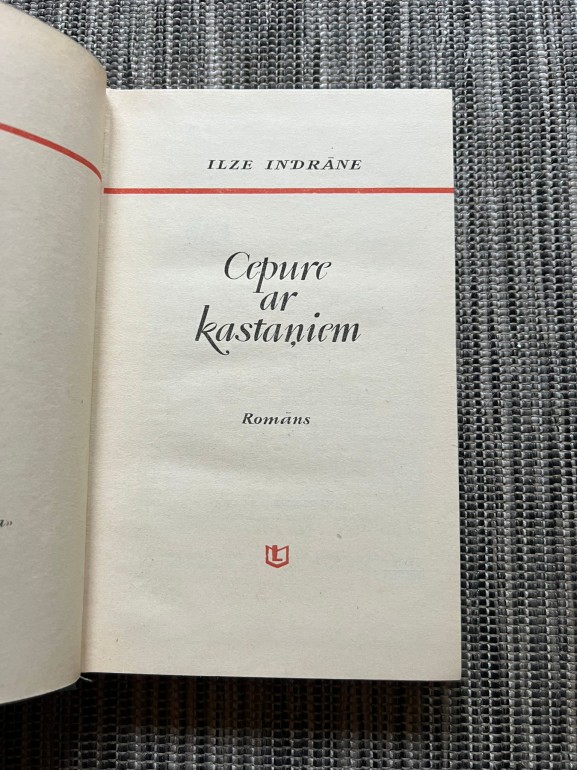 ILZE INDRĀNE
Cepure
ar
kastaņiem
Romāns
L